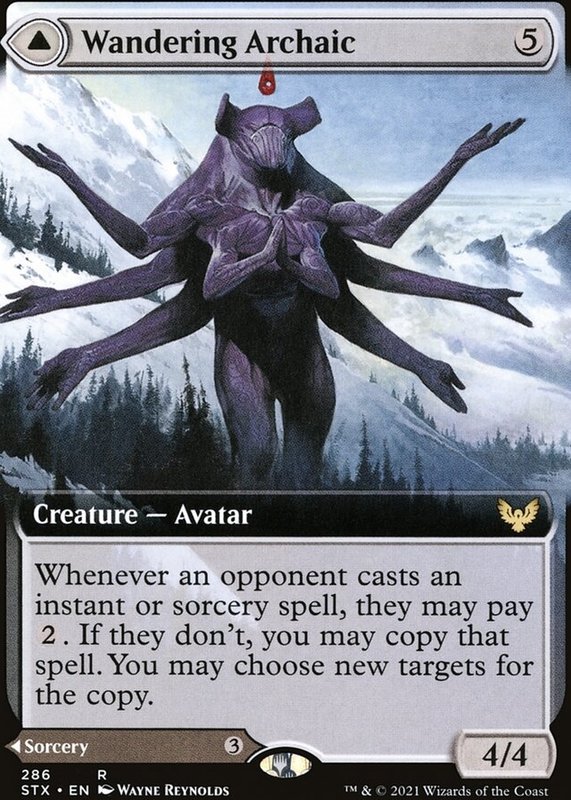 Wandering Archaic 5
Creature — Avatar
Whenever an opponent casts an
instant or sorcery spell, they may pay
2. If they don't, you may copy that
spell. You may choose new targets for
the copy.
Sorcery 3
4/4
286 R
STX • EN Wayne Reynolds
™ & © 2021 Wizards of the Coast